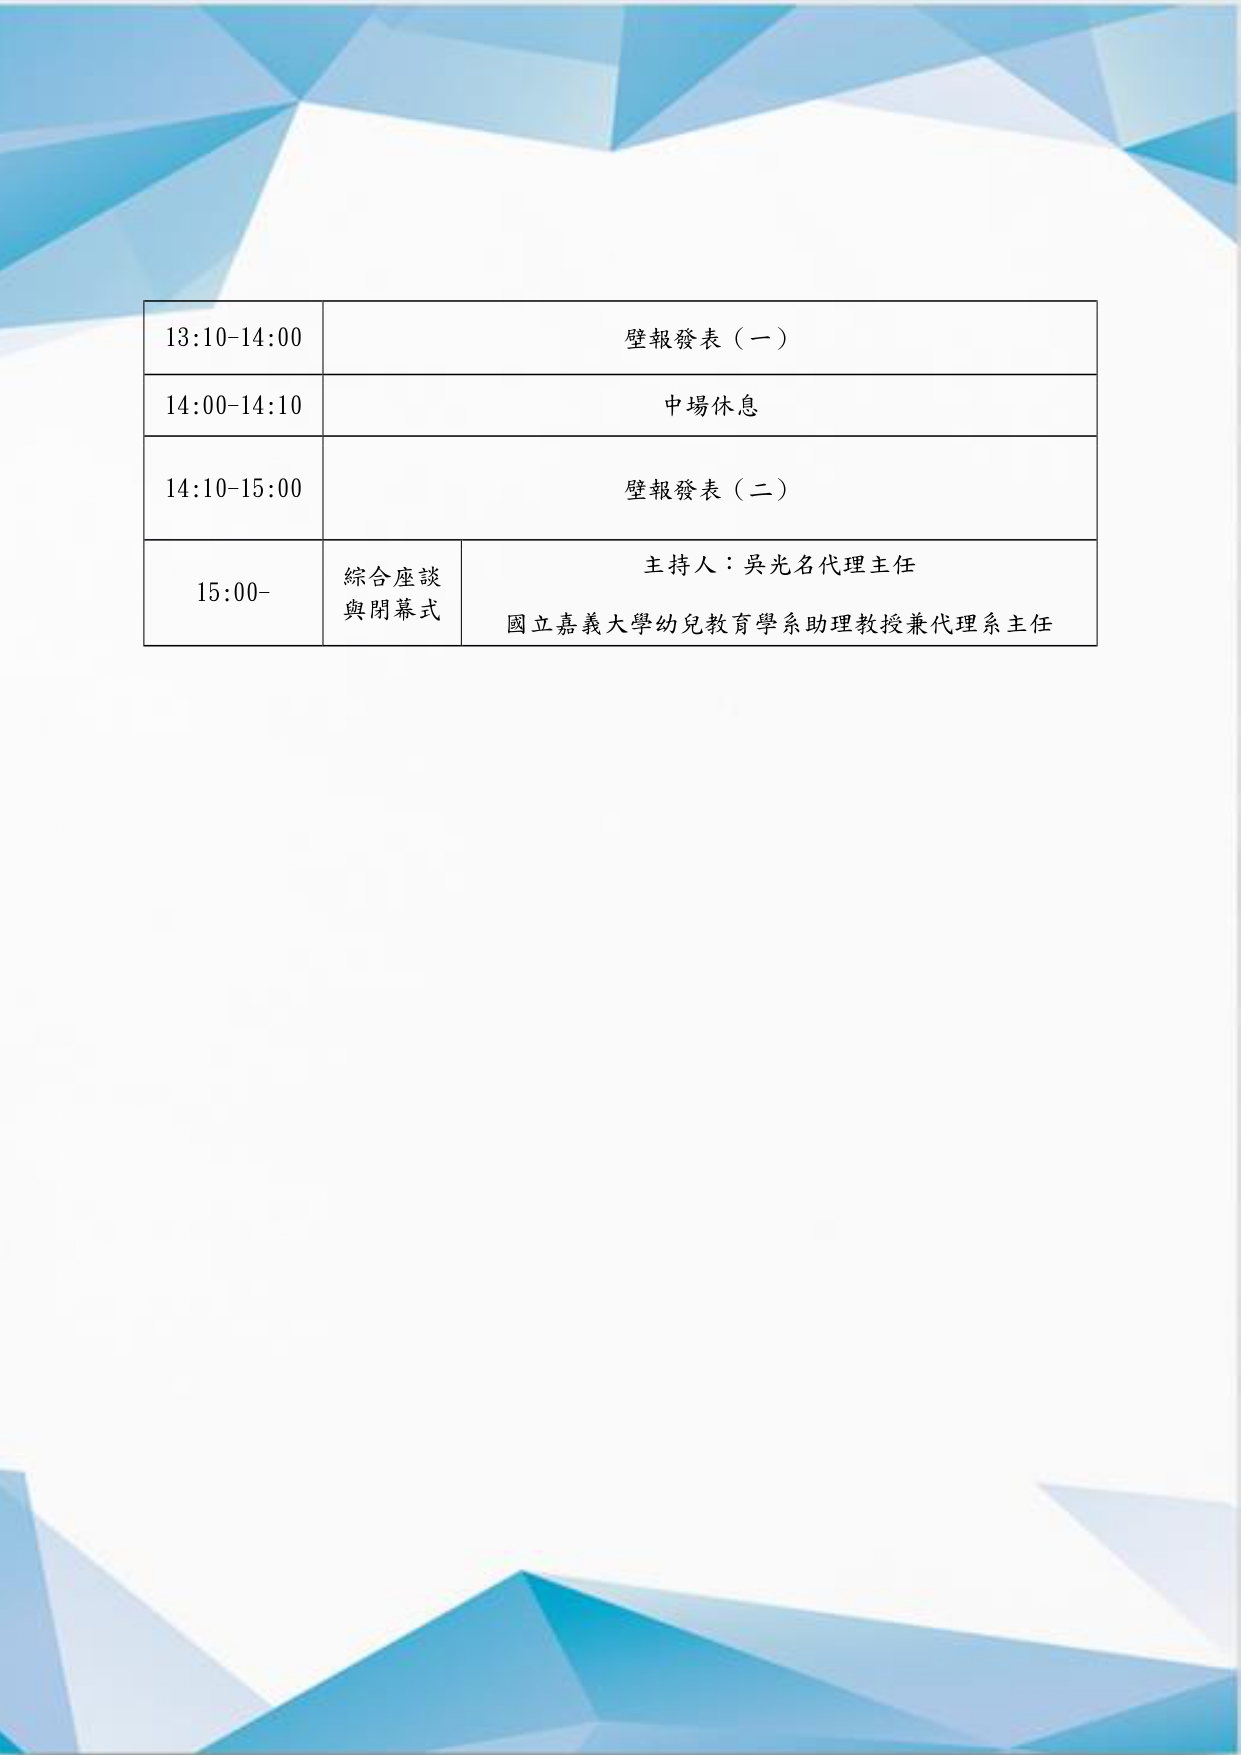 13:10-14:00 壁報發表（一）
14:00-14:10 中場休息
14:10-15:00 壁報發表（二）
15:00-
綜合座談
與閉幕式
主持人：吳光名代理主任
國立嘉義大學幼兒教育學系助理教授兼代理系主任